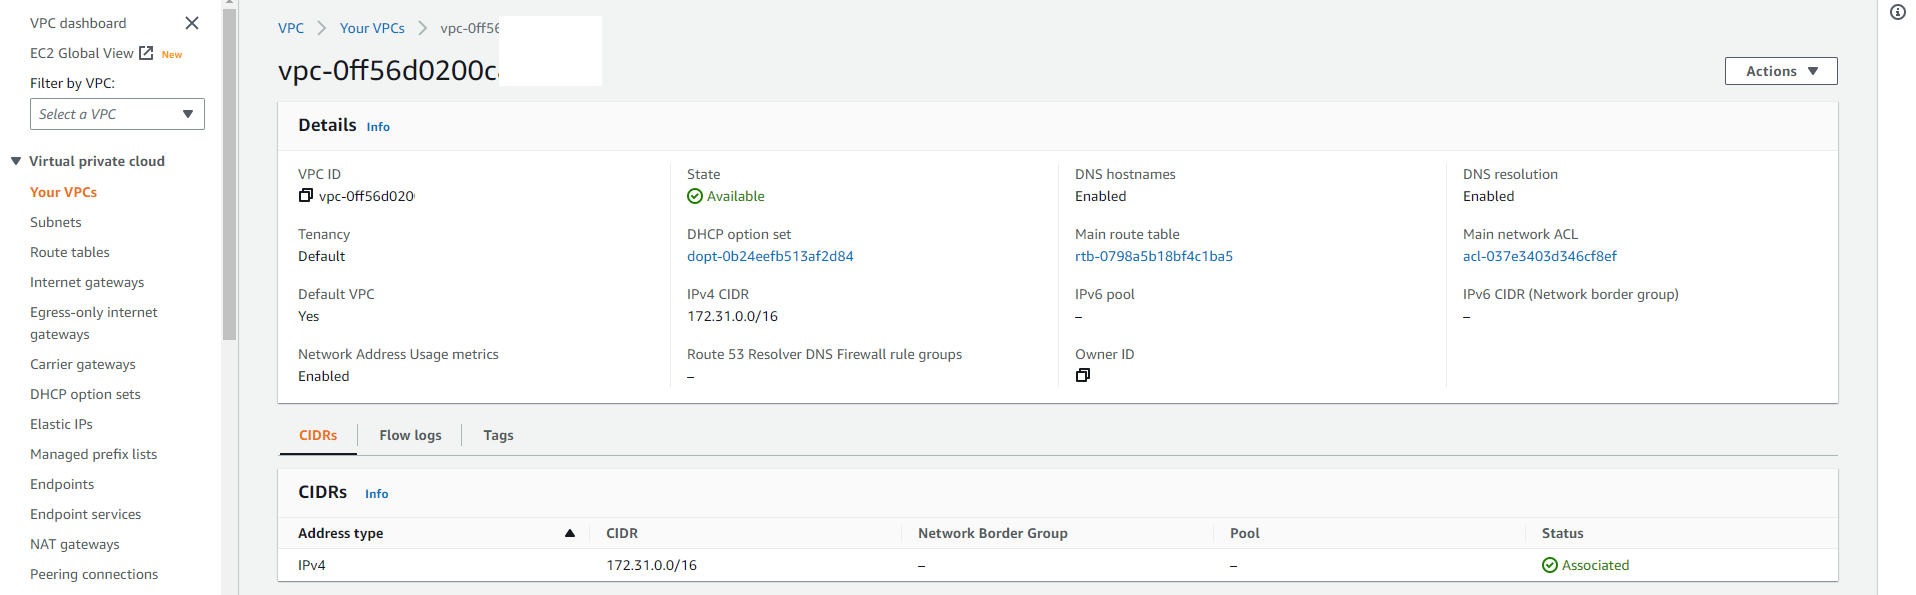 VPC dashboard
EC2 Global View New
Filter by VPC:
Select a VPC
Virtual private cloud
Your VPCs
Subnets
Route tables
Internet gateways
Egress-only internet
gateways
Carrier gateways
DHCP option sets
Elastic IPs
Managed prefix lists
Endpoints
Endpoint services
NAT gateways
Peering connections
VPC Your VPCs vpc-0ff56
vpc-0ff56d0200c
Actions
Details Info
VPC ID
vpc-0ff56d020
State
Available
DNS hostnames
Enabled
DNS resolution
Enabled
Tenancy
Default
DHCP option set
dopt-0b24eefb513af2d84
Main route table
rtb-0798a5b18bf4c1ba5
Main network ACL
acl-037e3403d346cf8ef
Default VPC
Yes
IPv4 CIDR
172.31.0.0/16
IPv6 pool
–
IPv6 CIDR (Network border group)
–
Network Address Usage metrics
Enabled
Route 53 Resolver DNS Firewall rule groups
–
Owner ID
CIDRs Flow logs Tags
CIDRs Info
Address type CIDR Network Border Group Pool Status
IPv4 172.31.0.0/16 – – Associated